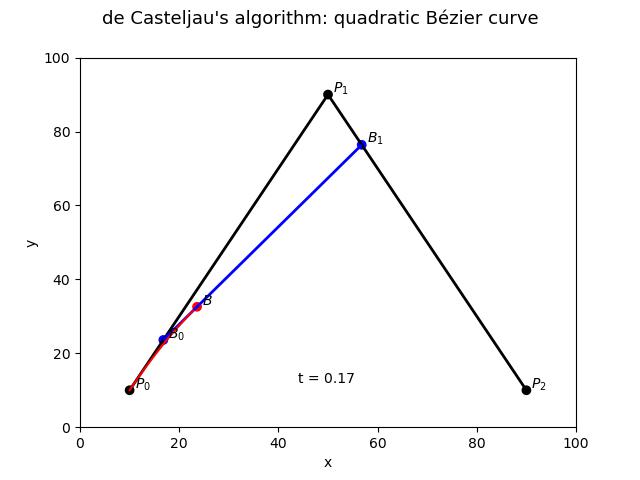 de Casteljau's algorithm: quadratic Bézier curve
100
80
60
40
20
0
y
P₁
B₁
B
B₀
P₀
P₂
t = 0.17
0 20 40 60 80 100
x